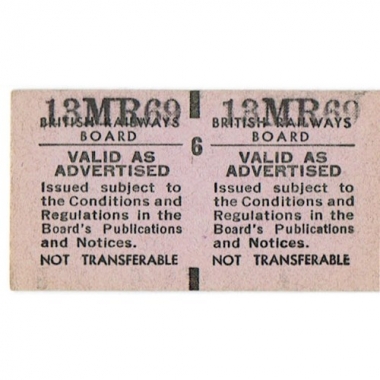 13MR69
BRITISH RAILWAYS
BOARD
VALID AS
ADVERTISED
Issued subject to
the Conditions and
Regulations in the
Board's Publications
and Notices.
NOT TRANSFERABLE
6
13MR69
BRITISH RAILWAYS
BOARD
VALID AS
ADVERTISED
Issued subject to
the Conditions and
Regulations in the
Board's Publications
and Notices.
NOT TRANSFERABLE